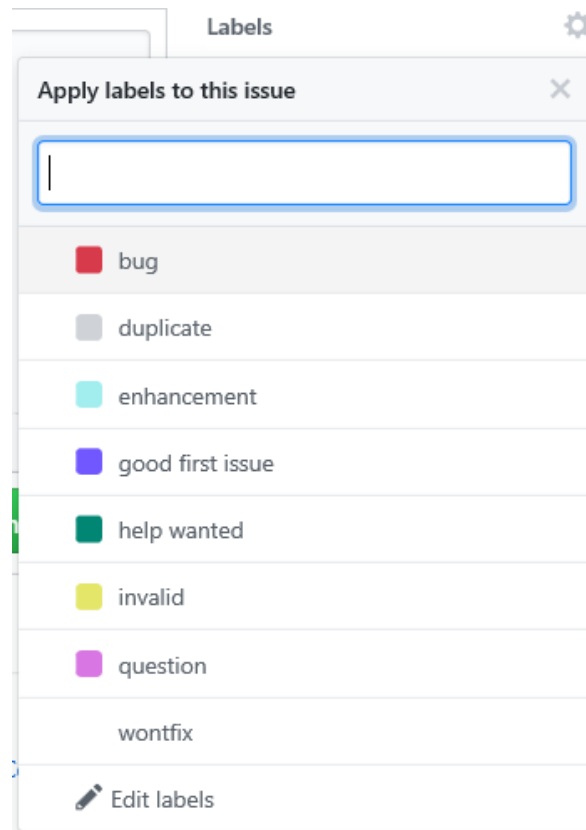 Labels
Apply labels to this issue
bug
duplicate
enhancement
good first issue
help wanted
invalid
question
wontfix
Edit labels